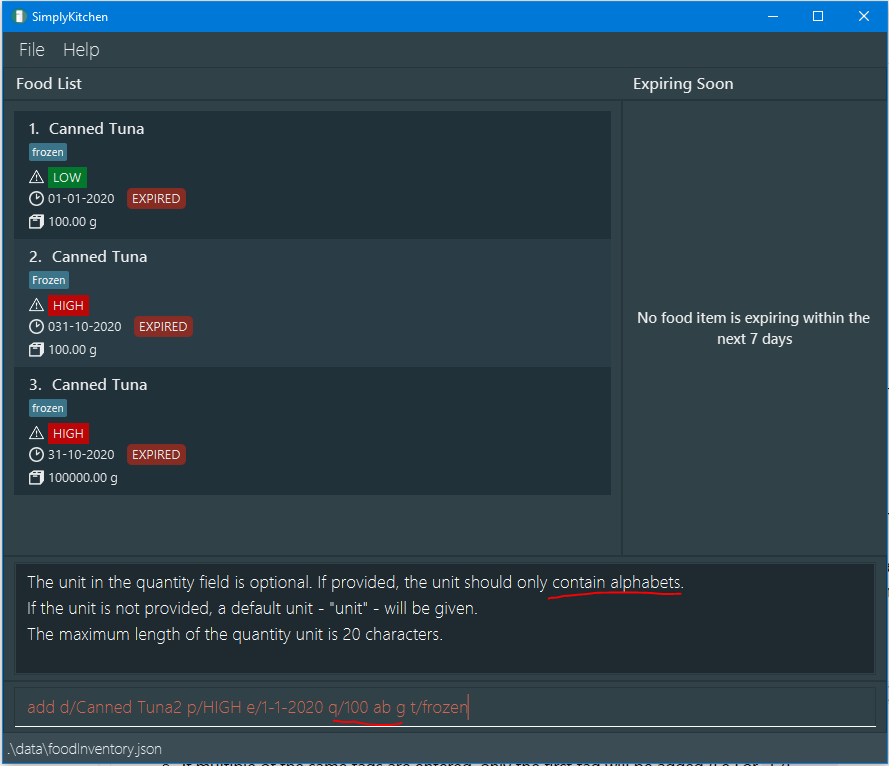 SimplyKitchen
File Help
Food List
Expiring Soon
1. Canned Tuna
frozen
LOW
01-01-2020 EXPIRED
100.00 g
2. Canned Tuna
Frozen
HIGH
031-10-2020 EXPIRED
100.00 g
3. Canned Tuna
frozen
HIGH
31-10-2020 EXPIRED
100000.00 g
No food item is expiring within the
next 7 days
The unit in the quantity field is optional. If provided, the unit should only contain alphabets.
If the unit is not provided, a default unit - "unit" - will be given.
The maximum length of the quantity unit is 20 characters.
add d/Canned Tuna2 p/HIGH e/1-1-2020 q/100 ab g t/frozen
.\data\foodInventory.json